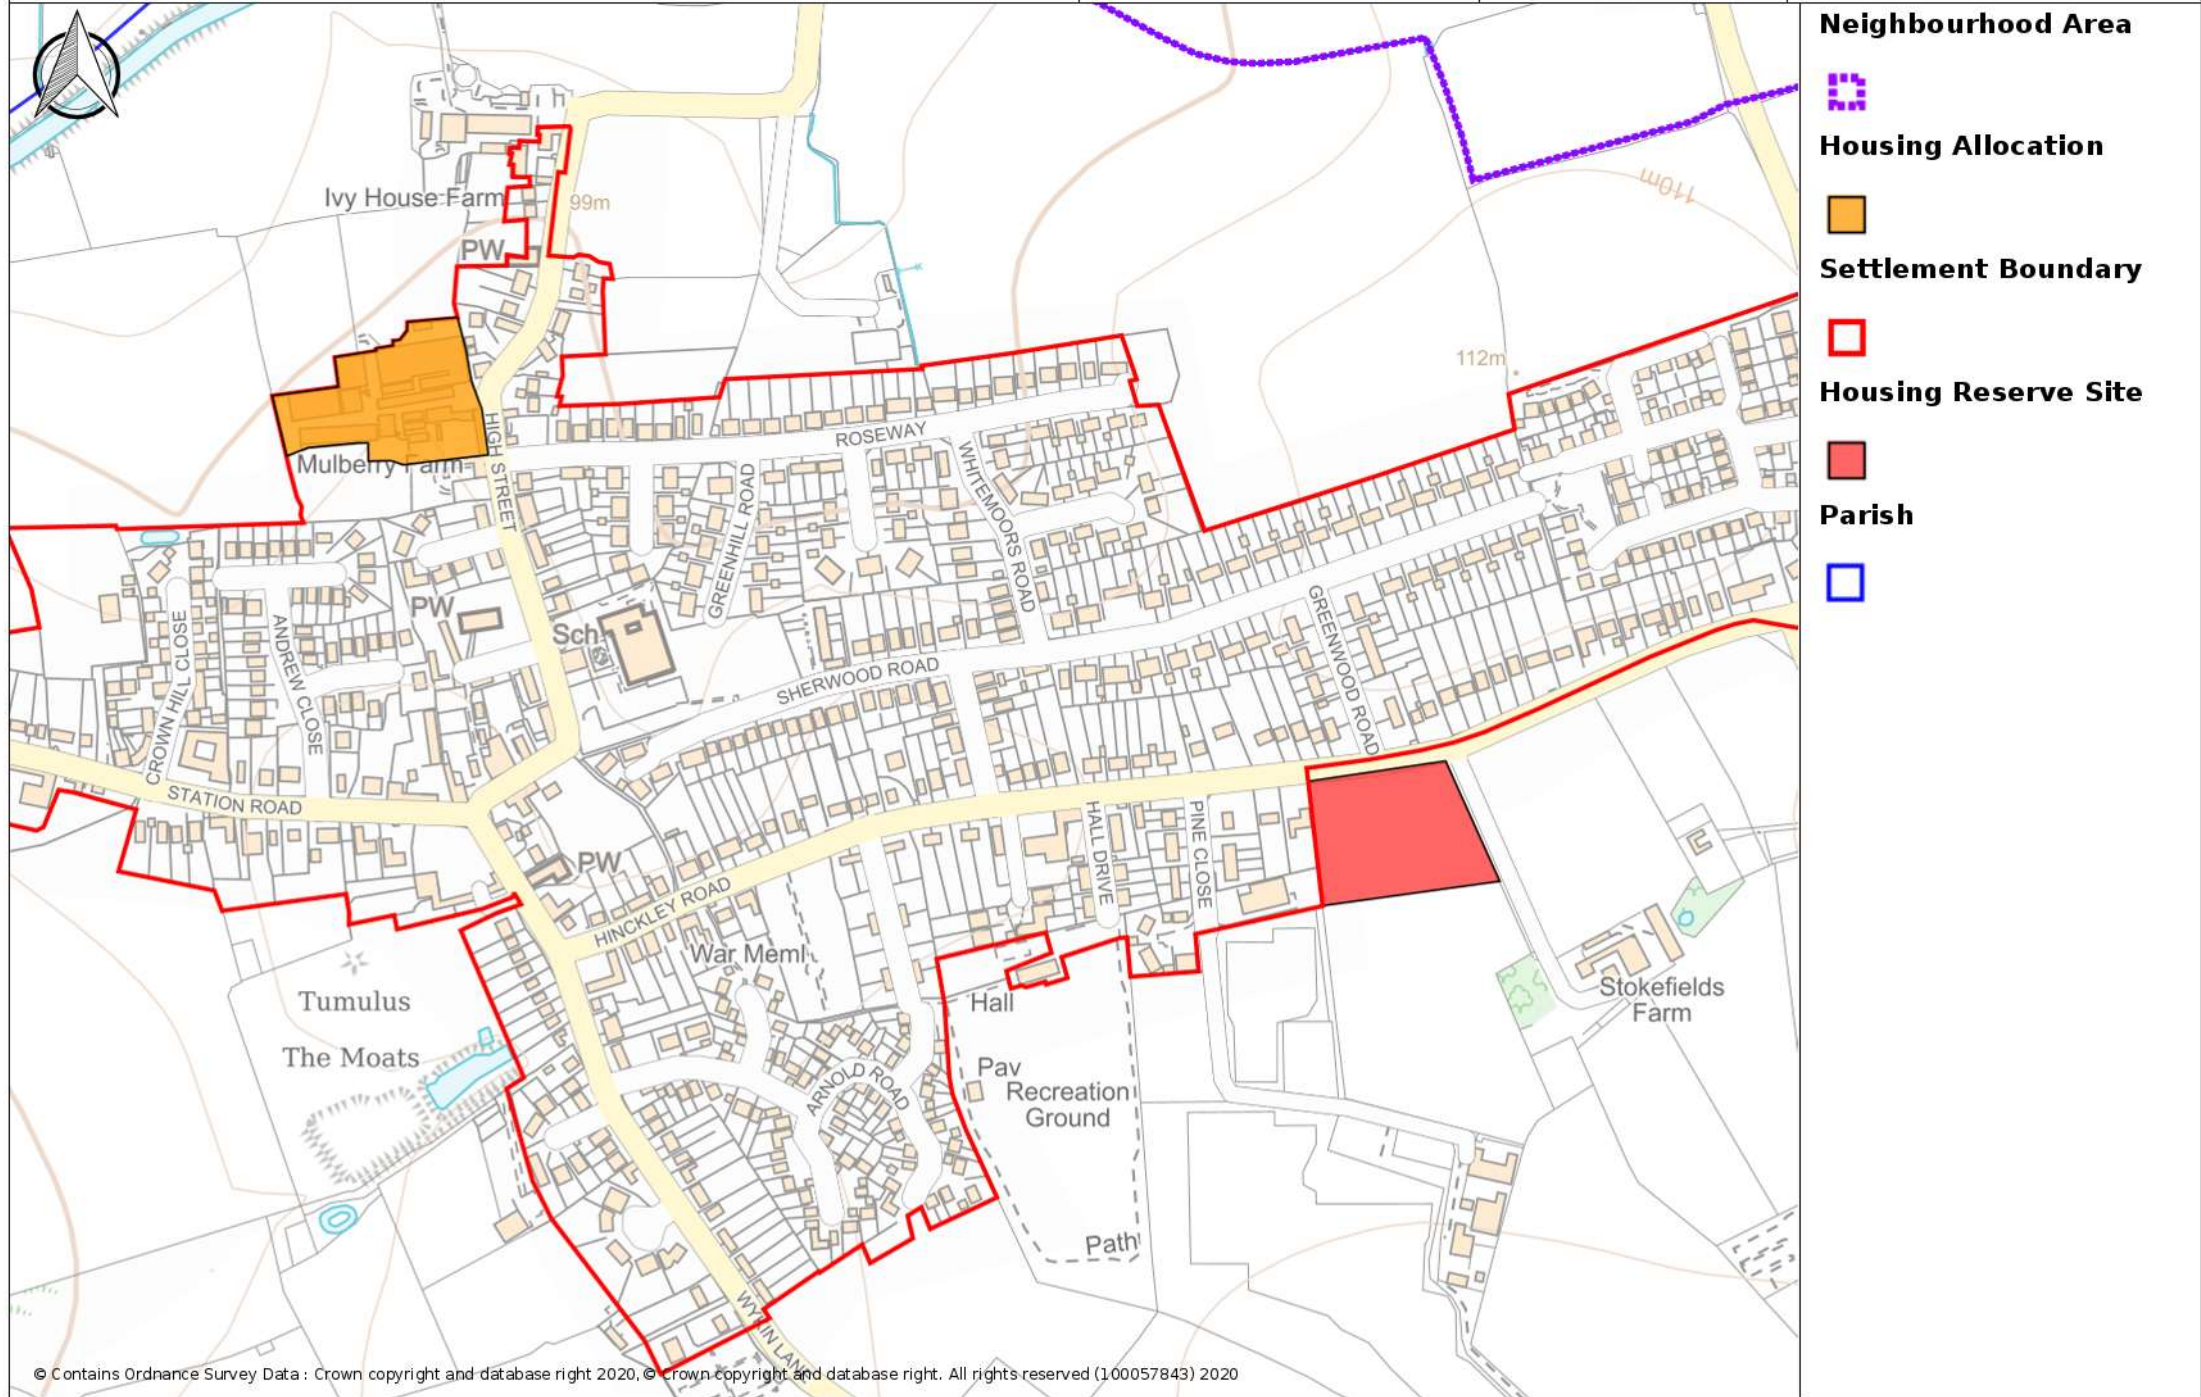 Neighbourhood Area
Housing Allocation
Settlement Boundary
Housing Reserve Site
Parish
Ivy House Farm
99m
PW
110m
112m
Mulberry Farm
HIGH STREET
ROSEWAY
GREENHILL ROAD
WHITEMOORS ROAD
PW
Sch
CROWN HILL CLOSE
ANDREW CLOSE
SHERWOOD ROAD
GREENWOOD ROAD
STATION ROAD
PW
HALL DRIVE
PINE CLOSE
HINCKLEY ROAD
War Meml
Tumulus
Hall
Stokefields
Farm
The Moats
Pav
Recreation
Ground
ARNOLD ROAD
Path
WYKIN LANE
© Contains Ordnance Survey Data : Crown copyright and database right 2020, © Crown copyright and database right. All rights reserved (100057843) 2020